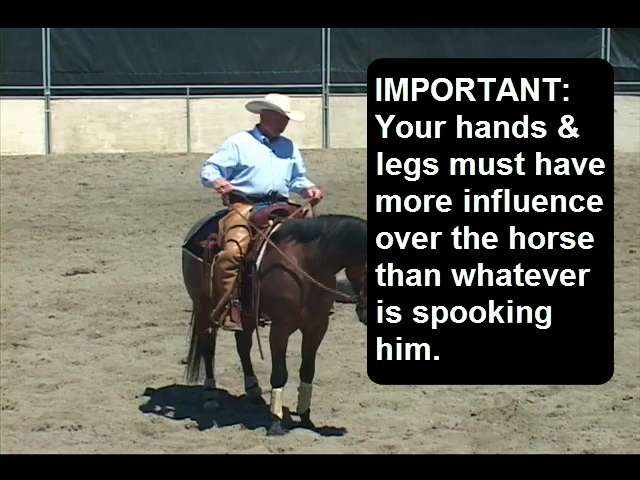 IMPORTANT:
Your hands &
legs must have
more influence
over the horse
than whatever
is spooking
him.